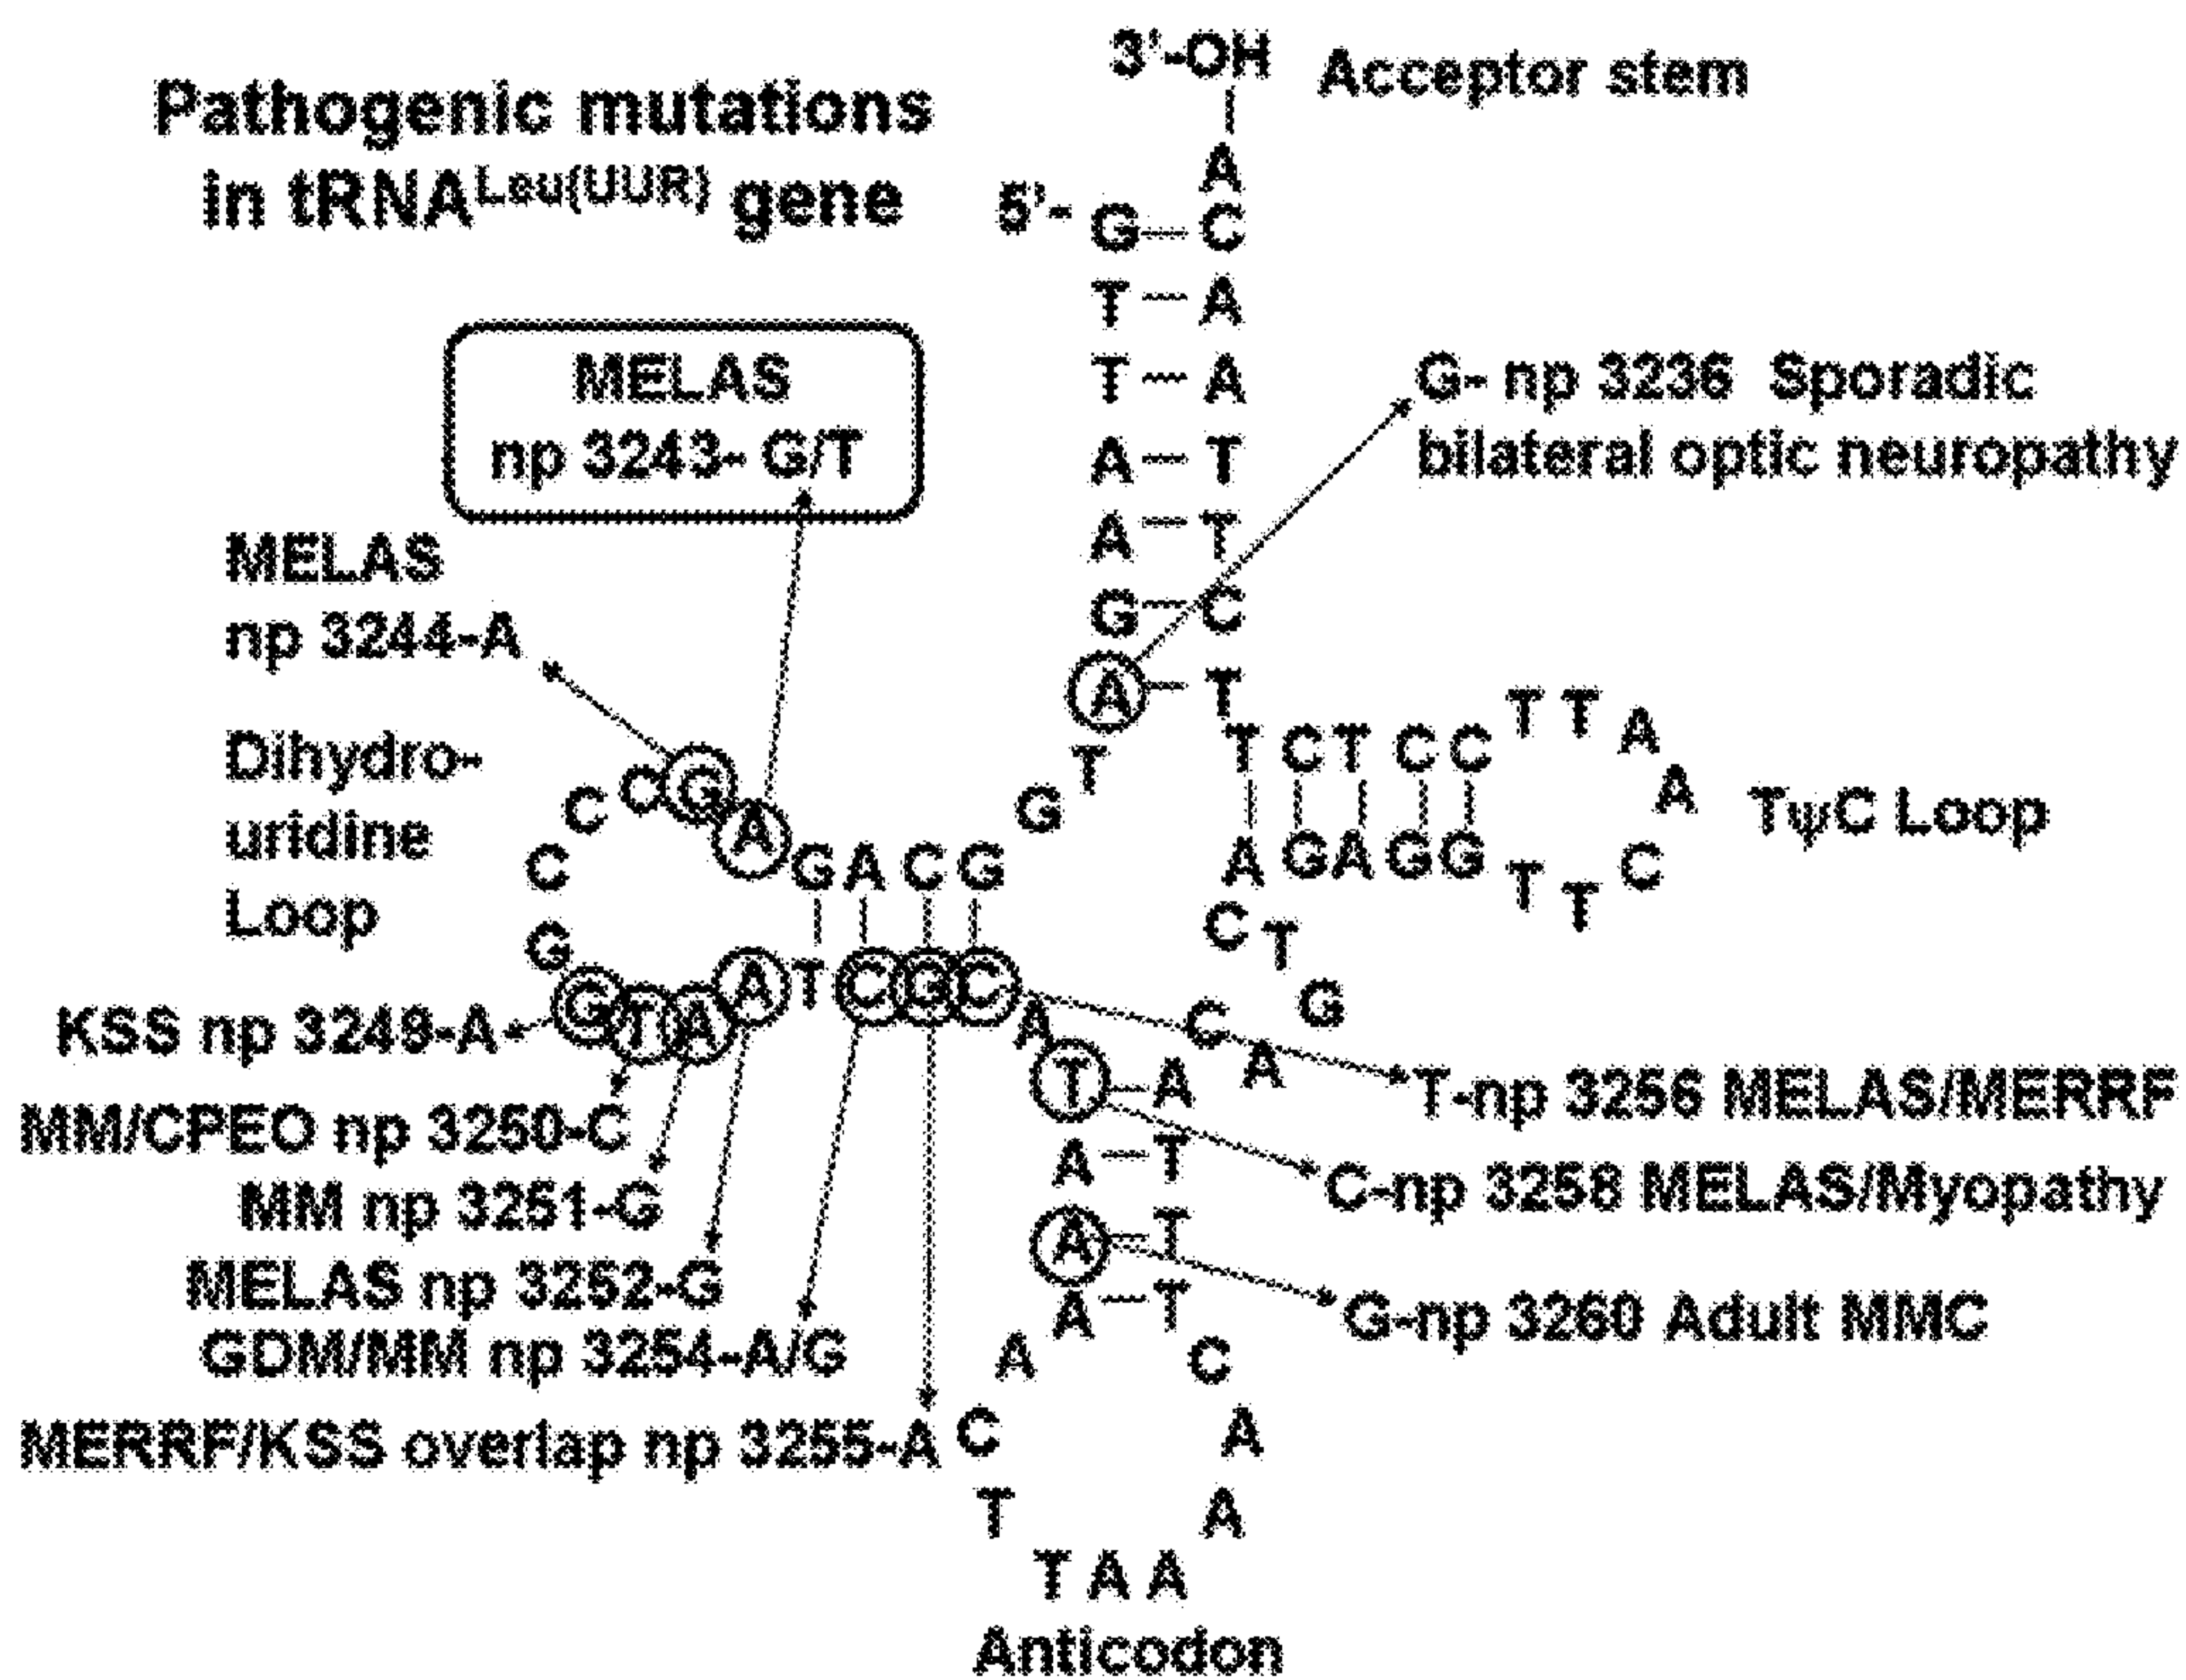 3'-OH Acceptor stem
Pathogenic mutations
in tRNALeu(UUR) gene
A
5'- G C
T A
T A
MELAS
np 3243- G/T
G- np 3236 Sporadic
bilateral optic neuropathy
A T
A T
MELAS
np 3244-A
G C
A T
T
T C T C C T T A
A
T A G A G G T T C
TψC Loop
Dihydro-
uridine
Loop
G
C C G A G A C G
C
G
G T A A T C G C
C T
G
A C A
KSS np 3249-A
T A
T-np 3256 MELAS/MERRF
MM/CPEO np 3250-C
A T
C-np 3258 MELAS/Myopathy
MM np 3251-G
A T
MELAS np 3252-G
A T
G-np 3260 Adult MMC
GDM/MM np 3254-A/G
A C
MERRF/KSS overlap np 3255-A
C A
T A
T A A
Anticodon